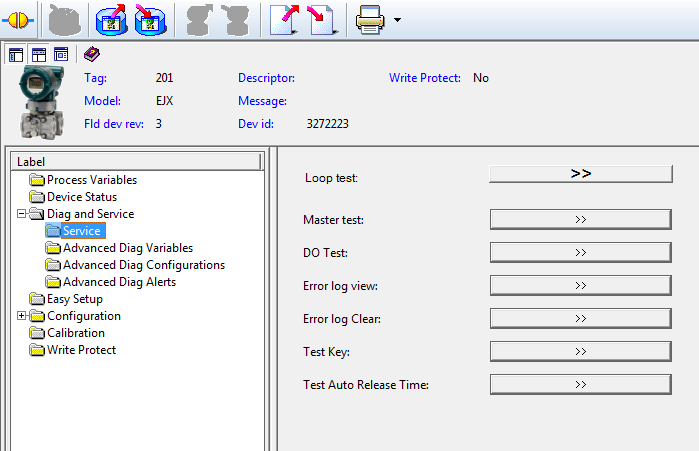 Tag: 201 Descriptor: Write Protect: No
Model: EJX Message:
Fld dev rev: 3 Dev id: 3272223
Label
Process Variables
Device Status
Diag and Service
Service
Advanced Diag Variables
Advanced Diag Configurations
Advanced Diag Alerts
Easy Setup
Configuration
Calibration
Write Protect
Loop test: >>
Master test: >>
DO Test: >>
Error log view: >>
Error log Clear: >>
Test Key: >>
Test Auto Release Time: >>